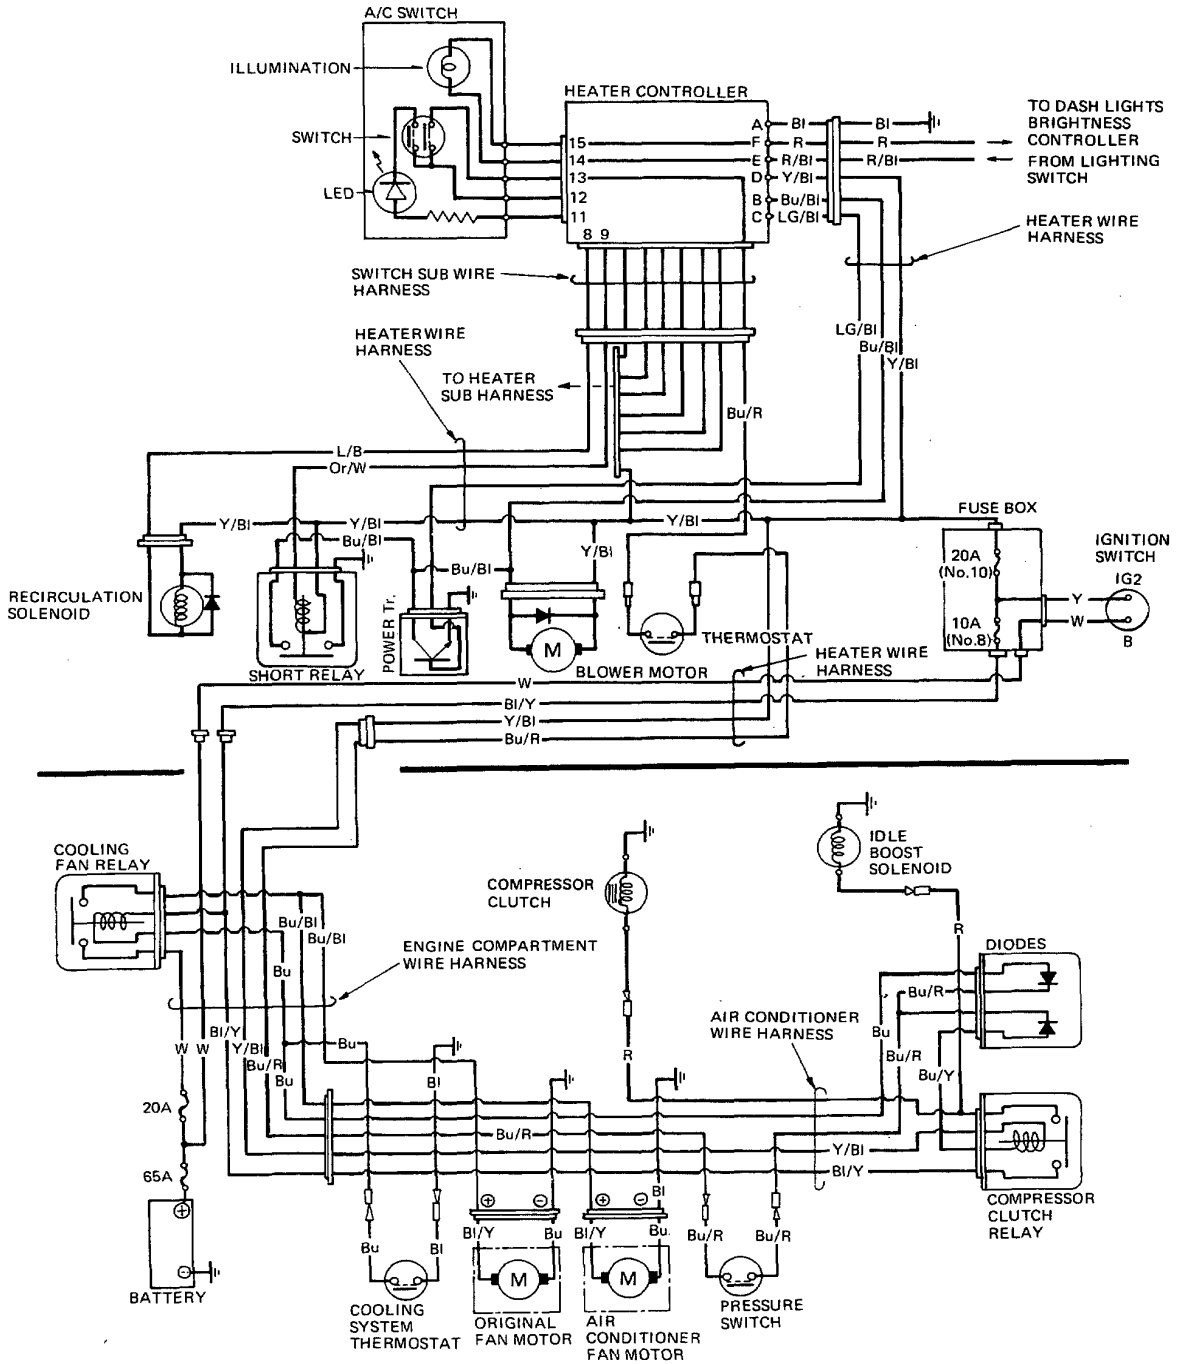 A/C SWITCH
ILLUMINATION
SWITCH
LED
HEATER CONTROLLER
15
14
13
12
11
8 9
A
F
E
D
B
C
Bl
R
R/Bl
Y/Bl
Bu/Bl
LG/Bl
Bl
R
R/Bl
TO DASH LIGHTS
BRIGHTNESS
CONTROLLER
FROM LIGHTING
SWITCH
HEATER WIRE
HARNESS
SWITCH SUB WIRE
HARNESS
HEATER WIRE
HARNESS
TO HEATER
SUB HARNESS
LG/Bl
Bu/Bl
Y/Bl
Bu/R
L/B
Or/W
Y/Bl
Y/Bl
Y/Bl
Bu/Bl
Y/Bl
Bu/Bl
FUSE BOX
20A
(No.10)
10A
(No.8)
IGNITION
SWITCH
IG2
Y
W
B
RECIRCULATION
SOLENOID
SHORT RELAY
POWER Tr.
M
BLOWER MOTOR
THERMOSTAT
HEATER WIRE
HARNESS
W
Bl/Y
Y/Bl
Bu/R
COOLING
FAN RELAY
Bu/Bl
Bu/Bl
Bu
ENGINE COMPARTMENT
WIRE HARNESS
COMPRESSOR
CLUTCH
IDLE
BOOST
SOLENOID
R
DIODES
Bu/R
AIR CONDITIONER
WIRE HARNESS
Bu
Bu/R
Bu/Y
R
W
W
Bl/Y
Y/Bl
Bu/R
Bu
Bu
Bl
20A
65A
Bu/R
Y/Bl
Bl/Y
COMPRESSOR
CLUTCH
RELAY
+
−
BATTERY
Bu
Bl
COOLING
SYSTEM
THERMOSTAT
+
−
Bl/Y
Bu
M
ORIGINAL
FAN MOTOR
+
−
Bl
Bl/Y
Bu
M
AIR
CONDITIONER
FAN MOTOR
Bu/R
Bu/R
PRESSURE
SWITCH